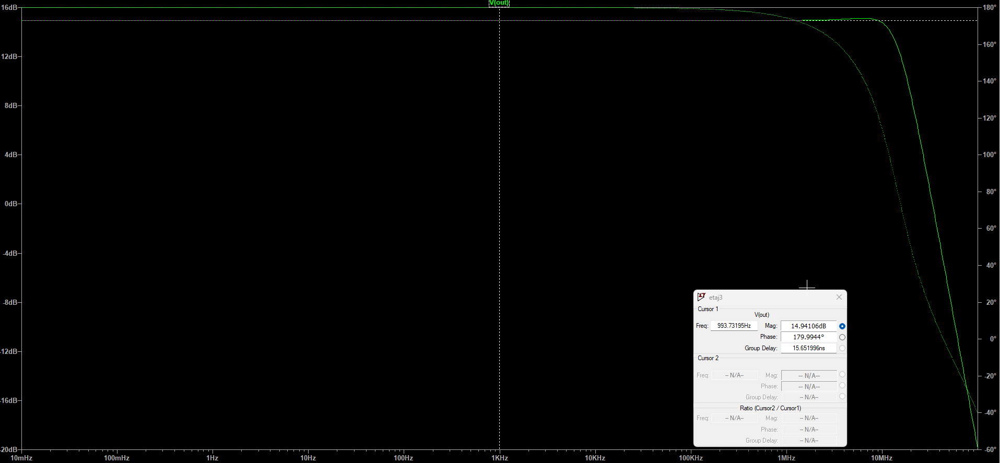 V(out)
16dB
12dB
8dB
4dB
0dB
-4dB
-8dB
-12dB
-16dB
-20dB
180°
160°
140°
120°
100°
80°
60°
40°
20°
0°
-20°
-40°
-60°
10mHz 100mHz 1Hz 10Hz 100Hz 1KHz 10KHz 100KHz 1MHz 10MHz
etaj3
Cursor 1
V(out)
Freq: 993.73195Hz Mag: 14.94106dB
Phase: 179.9944°
Group Delay: 15.651996ns
Cursor 2
Freq: -- N/A-- Mag: -- N/A--
Phase: -- N/A--
Group Delay: -- N/A--
Ratio (Cursor2 / Cursor1)
Freq: -- N/A-- Mag: -- N/A--
Phase: -- N/A--
Group Delay: -- N/A--